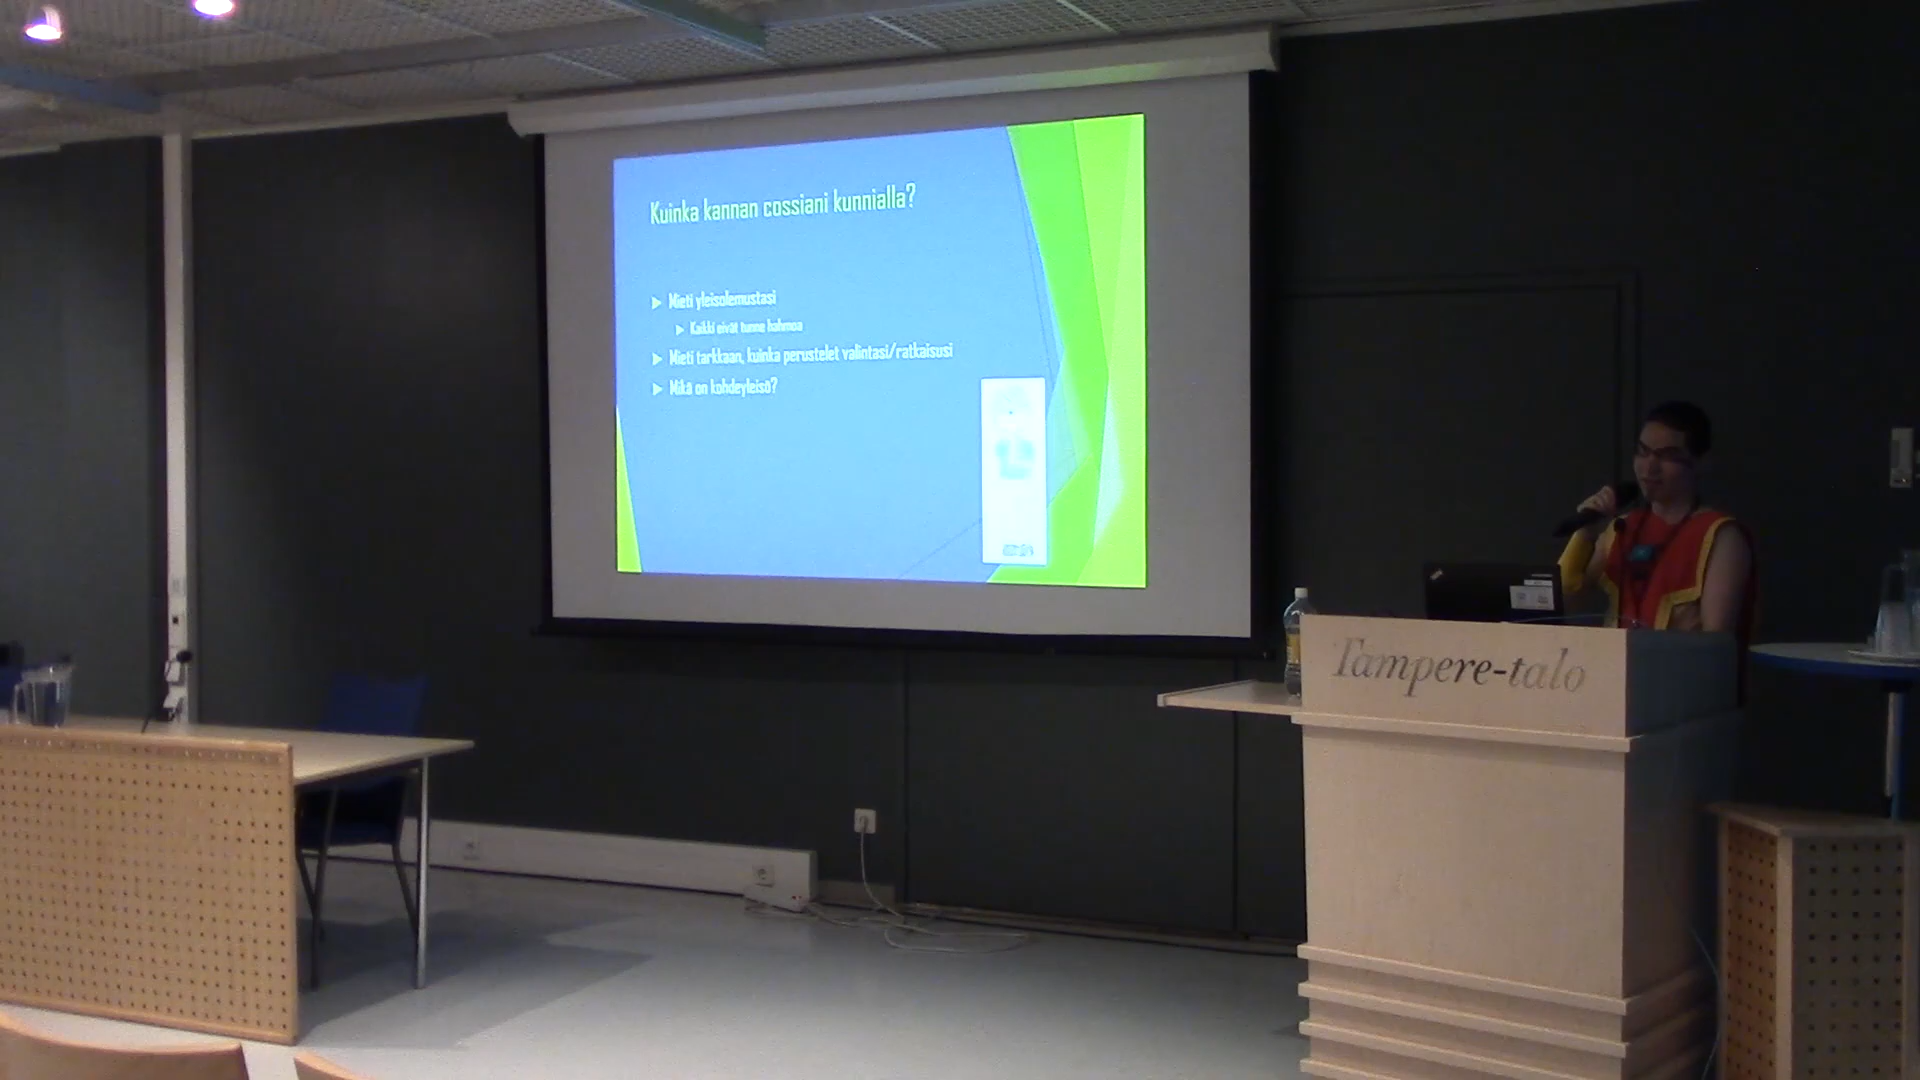 Kuinka kannan cossiani kunnialla?
Mieti yleisolemustasi
Kaikki eivät tunne hahmoa
Mieti tarkkaan, kuinka perustelet valintasi/ratkaisusi
Mikä on kohdeyleisö?
Tampere-talo